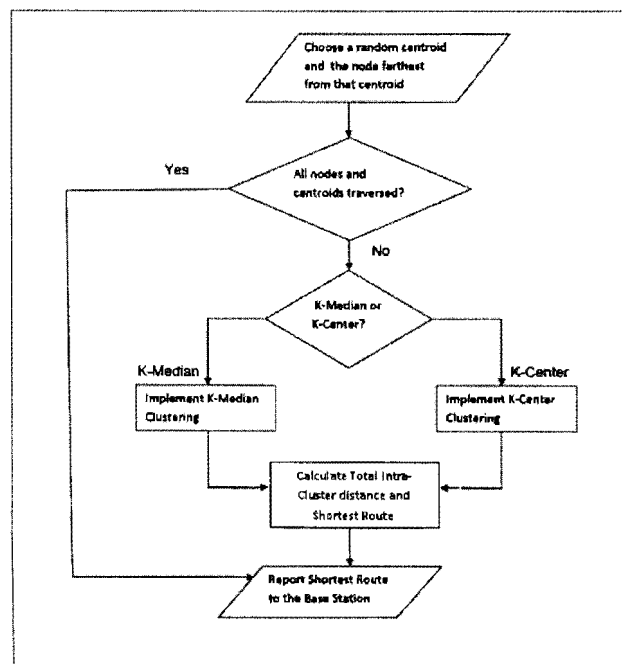 Choose a random centroid
and the node farthest
from that centroid
Yes
All nodes and
centroids traversed?
No
K-Median or
K-Center?
K-Median
K-Center
Implement K-Median
Clustering
Implement K-Center
Clustering
Calculate Total Intra-
Cluster distance and
Shortest Route
Report Shortest Route
to the Base Station